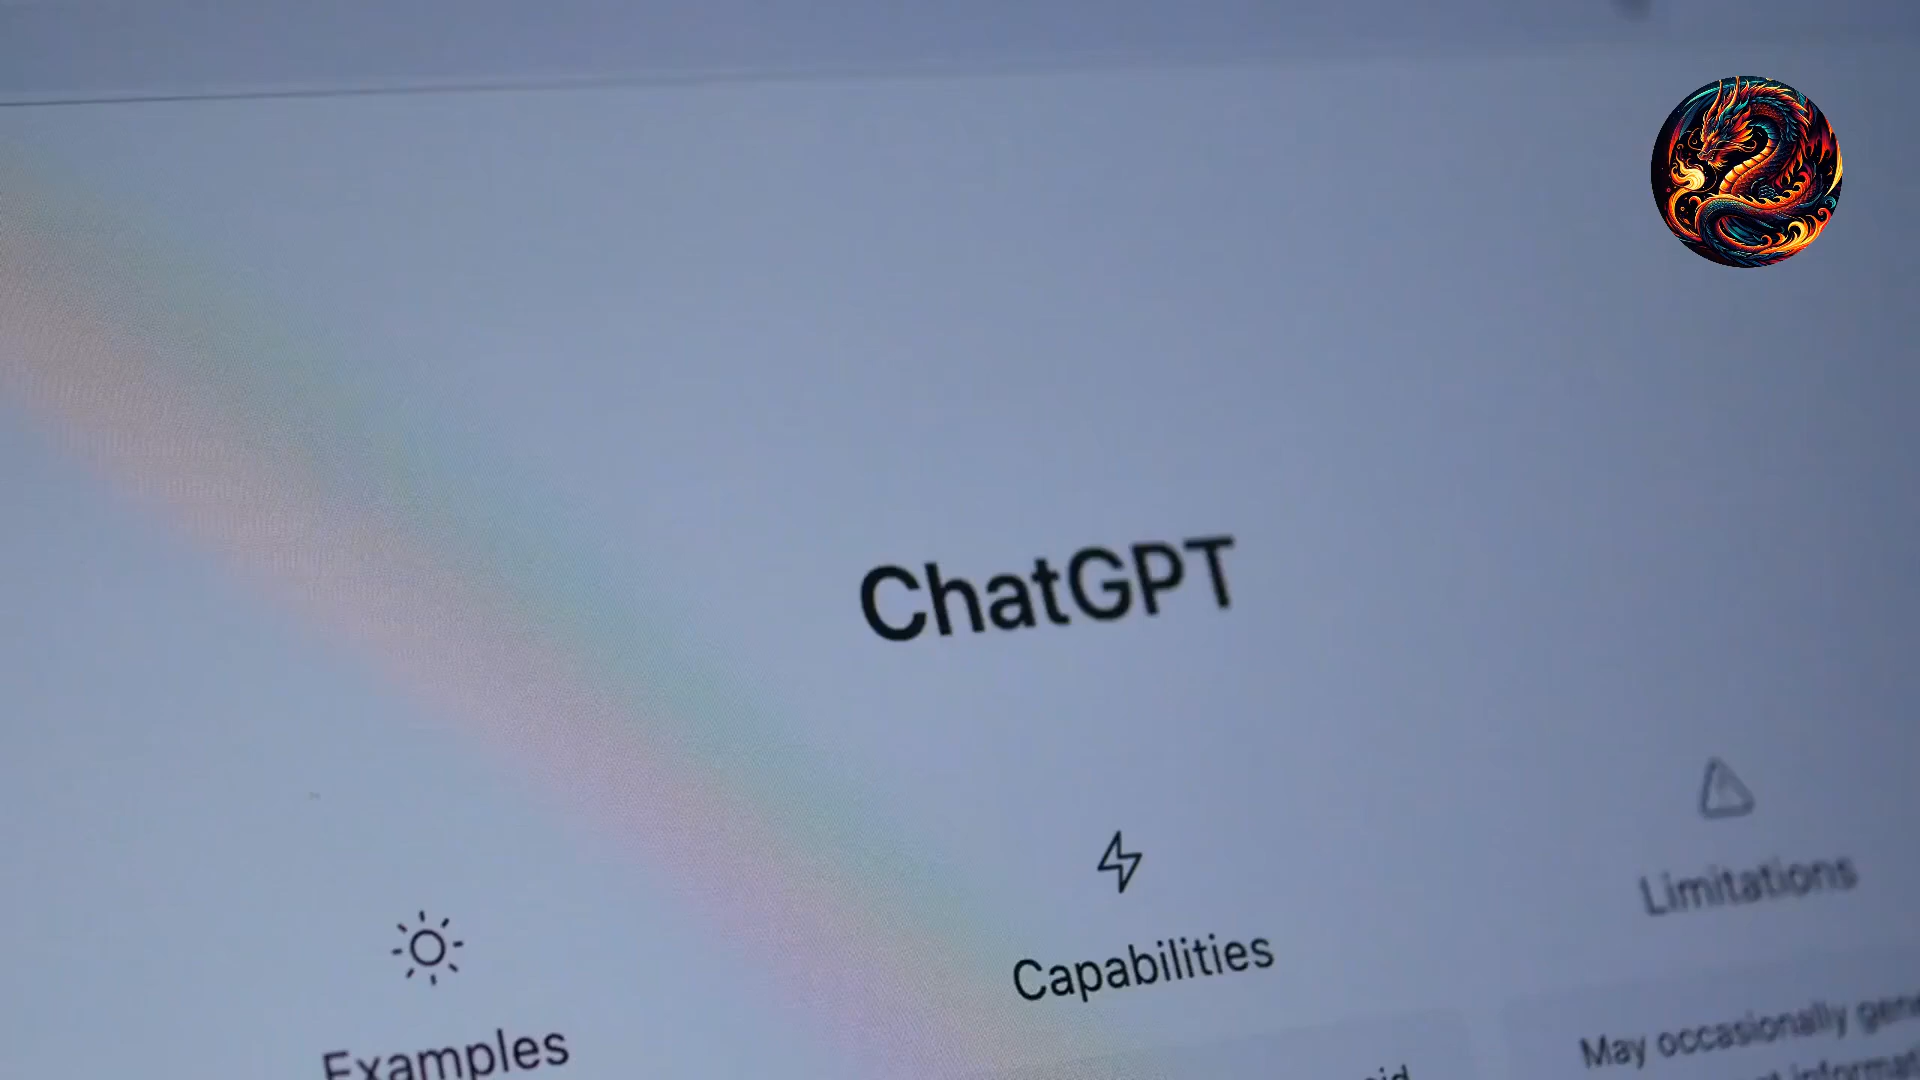 ChatGPT
Examples
Capabilities
Limitations
May occasionally